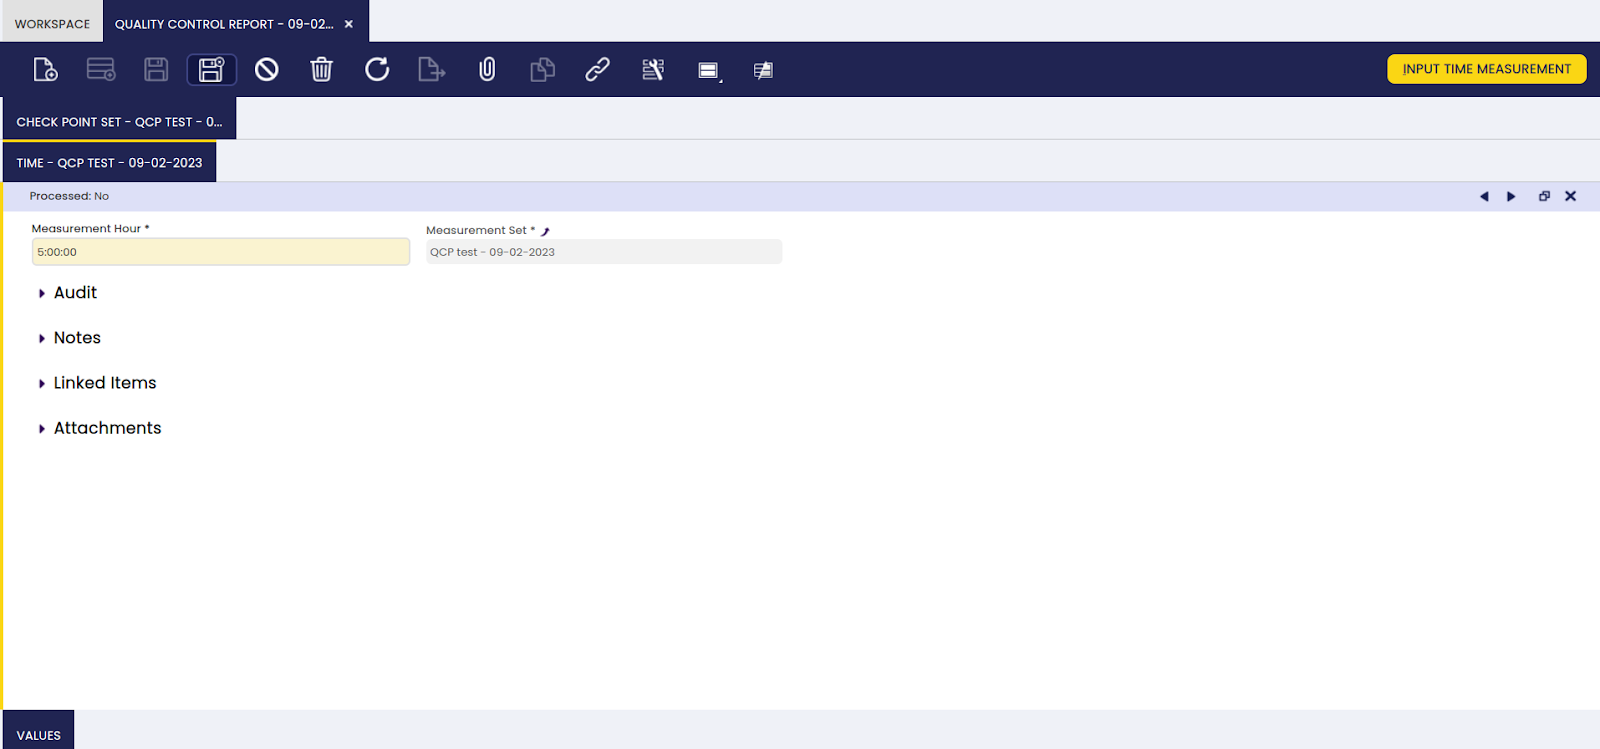 WORKSPACE
QUALITY CONTROL REPORT - 09-02...
INPUT TIME MEASUREMENT
CHECK POINT SET - QCP TEST - 0...
TIME - QCP TEST - 09-02-2023
Processed: No
Measurement Hour *
Measurement Set *
5:00:00
QCP test - 09-02-2023
Audit
Notes
Linked Items
Attachments
VALUES